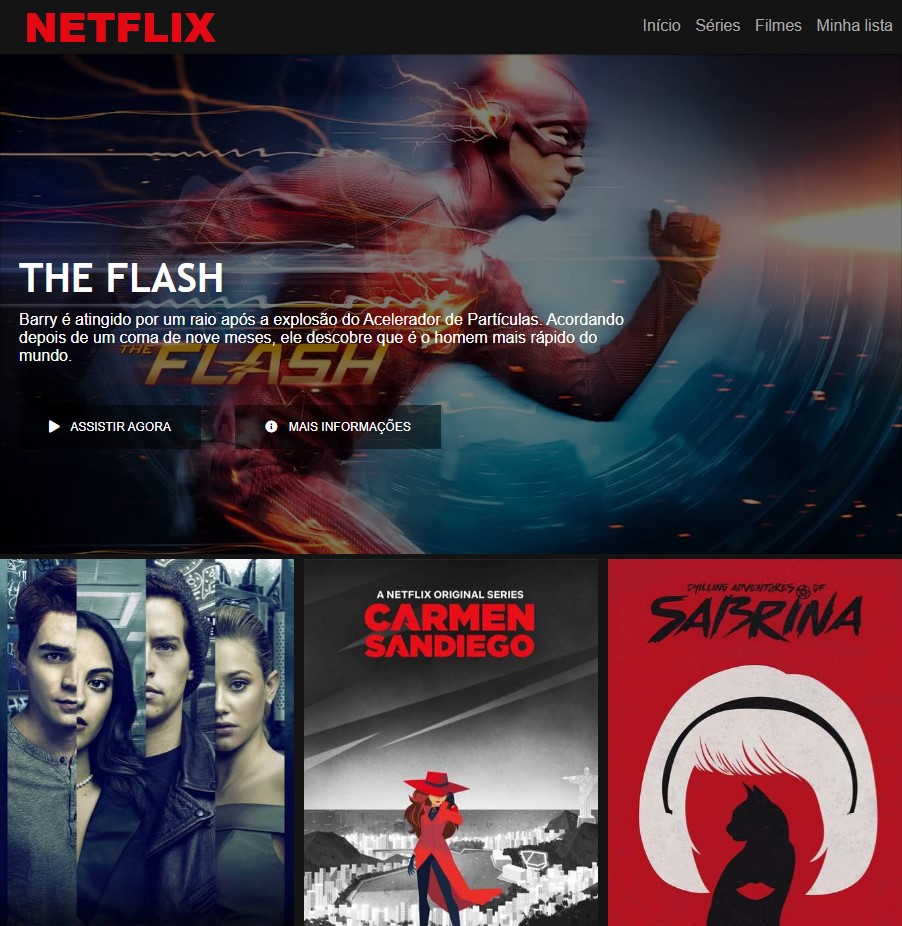 NETFLIX
Início Séries Filmes Minha lista
THE FLASH
Barry é atingido por um raio após a explosão do Acelerador de Partículas. Acordando
depois de um coma de nove meses, ele descobre que é o homem mais rápido do
mundo.
THE
FLASH
ASSISTIR AGORA
MAIS INFORMAÇÕES
A NETFLIX ORIGINAL SERIES
CARMEN
SANDIEGO
CHILLING ADVENTURES OF
SABRINA